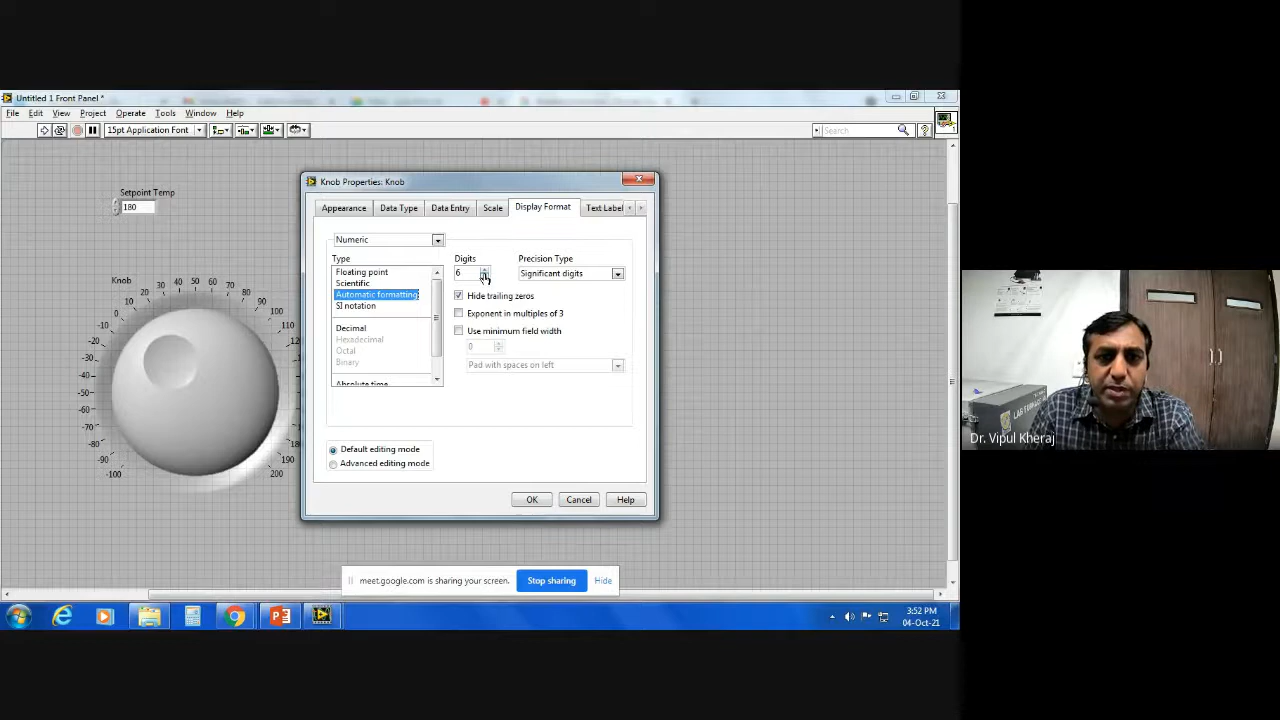 Untitled 1 Front Panel *
File Edit View Project Operate Tools Window Help
15pt Application Font
Search
Setpoint Temp
180
Knob
-100
-90
-80
-70
-60
-50
-40
-30
-20
-10
0
10
20
30
40
50
60
70
80
90
100
110
12
13
200
Knob Properties: Knob
Appearance Data Type Data Entry Scale Display Format Text Label
Numeric
Type
Floating point
Scientific
Automatic formatting
SI notation
Decimal
Hexadecimal
Octal
Binary
Absolute time
Digits
6
Precision Type
Significant digits
Hide trailing zeros
Exponent in multiples of 3
Use minimum field width
0
Pad with spaces on left
Default editing mode
Advanced editing mode
OK Cancel Help
meet.google.com is sharing your screen. Stop sharing Hide
3:52 PM
04-Oct-21
LAB FURNACE
Dr. Vipul Kheraj